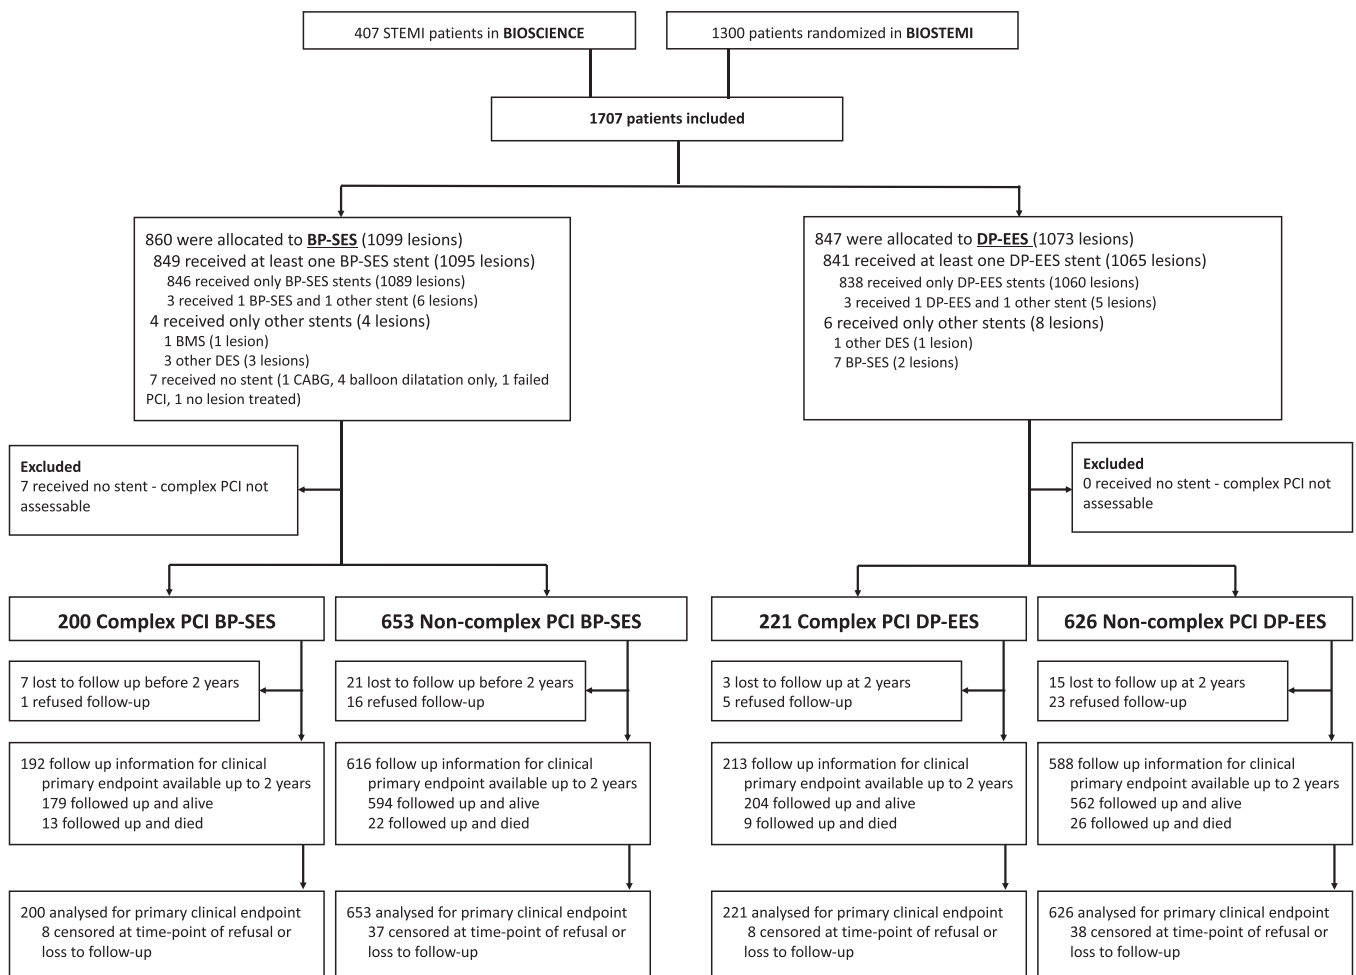 407 STEMI patients in BIOSCIENCE
1300 patients randomized in BIOSTEMI
1707 patients included
860 were allocated to BP-SES (1099 lesions)
849 received at least one BP-SES stent (1095 lesions)
846 received only BP-SES stents (1089 lesions)
3 received 1 BP-SES and 1 other stent (6 lesions)
4 received only other stents (4 lesions)
1 BMS (1 lesion)
3 other DES (3 lesions)
7 received no stent (1 CABG, 4 balloon dilatation only, 1 failed
PCI, 1 no lesion treated)
847 were allocated to DP-EES (1073 lesions)
841 received at least one DP-EES stent (1065 lesions)
838 received only DP-EES stents (1060 lesions)
3 received 1 DP-EES and 1 other stent (5 lesions)
6 received only other stents (8 lesions)
1 other DES (1 lesion)
7 BP-SES (2 lesions)
Excluded
7 received no stent - complex PCI not
assessable
Excluded
0 received no stent - complex PCI not
assessable
200 Complex PCI BP-SES
653 Non-complex PCI BP-SES
221 Complex PCI DP-EES
626 Non-complex PCI DP-EES
7 lost to follow up before 2 years
1 refused follow-up
21 lost to follow up before 2 years
16 refused follow-up
3 lost to follow up at 2 years
5 refused follow-up
15 lost to follow up at 2 years
23 refused follow-up
192 follow up information for clinical
primary endpoint available up to 2 years
179 followed up and alive
13 followed up and died
616 follow up information for clinical
primary endpoint available up to 2 years
594 followed up and alive
22 followed up and died
213 follow up information for clinical
primary endpoint available up to 2 years
204 followed up and alive
9 followed up and died
588 follow up information for clinical
primary endpoint available up to 2 years
562 followed up and alive
26 followed up and died
200 analysed for primary clinical endpoint
8 censored at time-point of refusal or
loss to follow-up
653 analysed for primary clinical endpoint
37 censored at time-point of refusal or
loss to follow-up
221 analysed for primary clinical endpoint
8 censored at time-point of refusal or
loss to follow-up
626 analysed for primary clinical endpoint
38 censored at time-point of refusal or
loss to follow-up